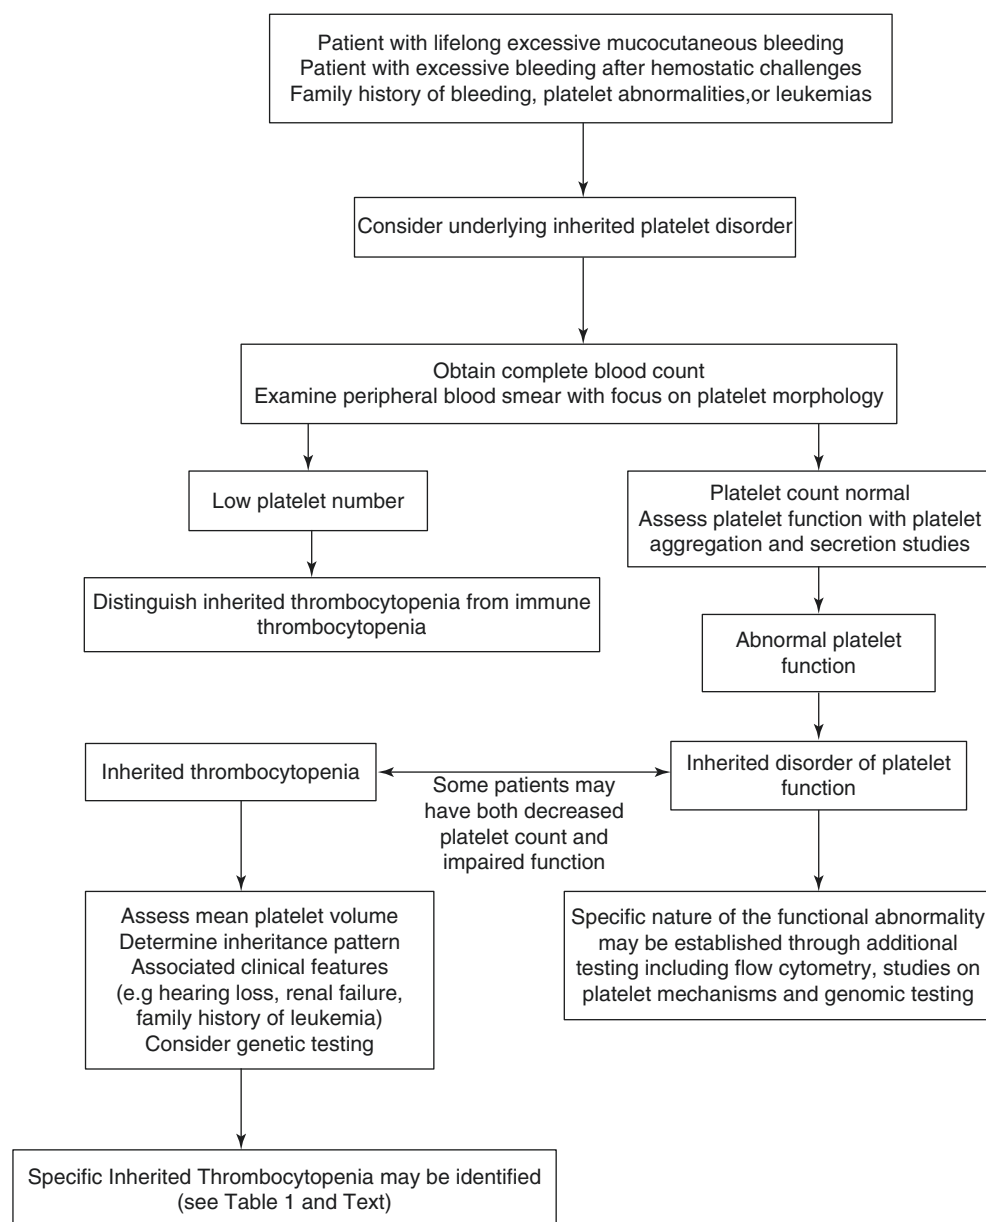 Patient with lifelong excessive mucocutaneous bleeding
Patient with excessive bleeding after hemostatic challenges
Family history of bleeding, platelet abnormalities,or leukemias
Consider underlying inherited platelet disorder
Obtain complete blood count
Examine peripheral blood smear with focus on platelet morphology
Low platelet number
Platelet count normal
Assess platelet function with platelet
aggregation and secretion studies
Distinguish inherited thrombocytopenia from immune
thrombocytopenia
Abnormal platelet
function
Inherited thrombocytopenia
Some patients may
have both decreased
platelet count and
impaired function
Inherited disorder of platelet
function
Assess mean platelet volume
Determine inheritance pattern
Associated clinical features
(e.g hearing loss, renal failure,
family history of leukemia)
Consider genetic testing
Specific nature of the functional abnormality
may be established through additional
testing including flow cytometry, studies on
platelet mechanisms and genomic testing
Specific Inherited Thrombocytopenia may be identified
(see Table 1 and Text)